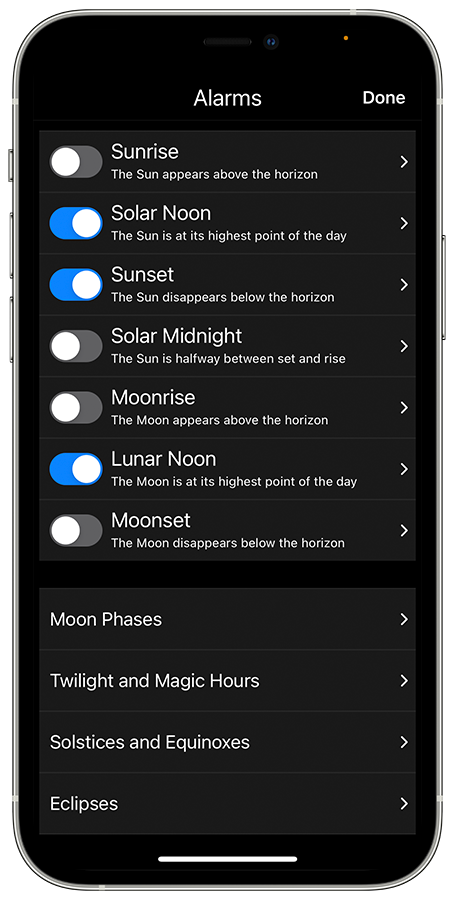 Alarms
Done
Sunrise
The Sun appears above the horizon
Solar Noon
The Sun is at its highest point of the day
Sunset
The Sun disappears below the horizon
Solar Midnight
The Sun is halfway between set and rise
Moonrise
The Moon appears above the horizon
Lunar Noon
The Moon is at its highest point of the day
Moonset
The Moon disappears below the horizon
Moon Phases
Twilight and Magic Hours
Solstices and Equinoxes
Eclipses